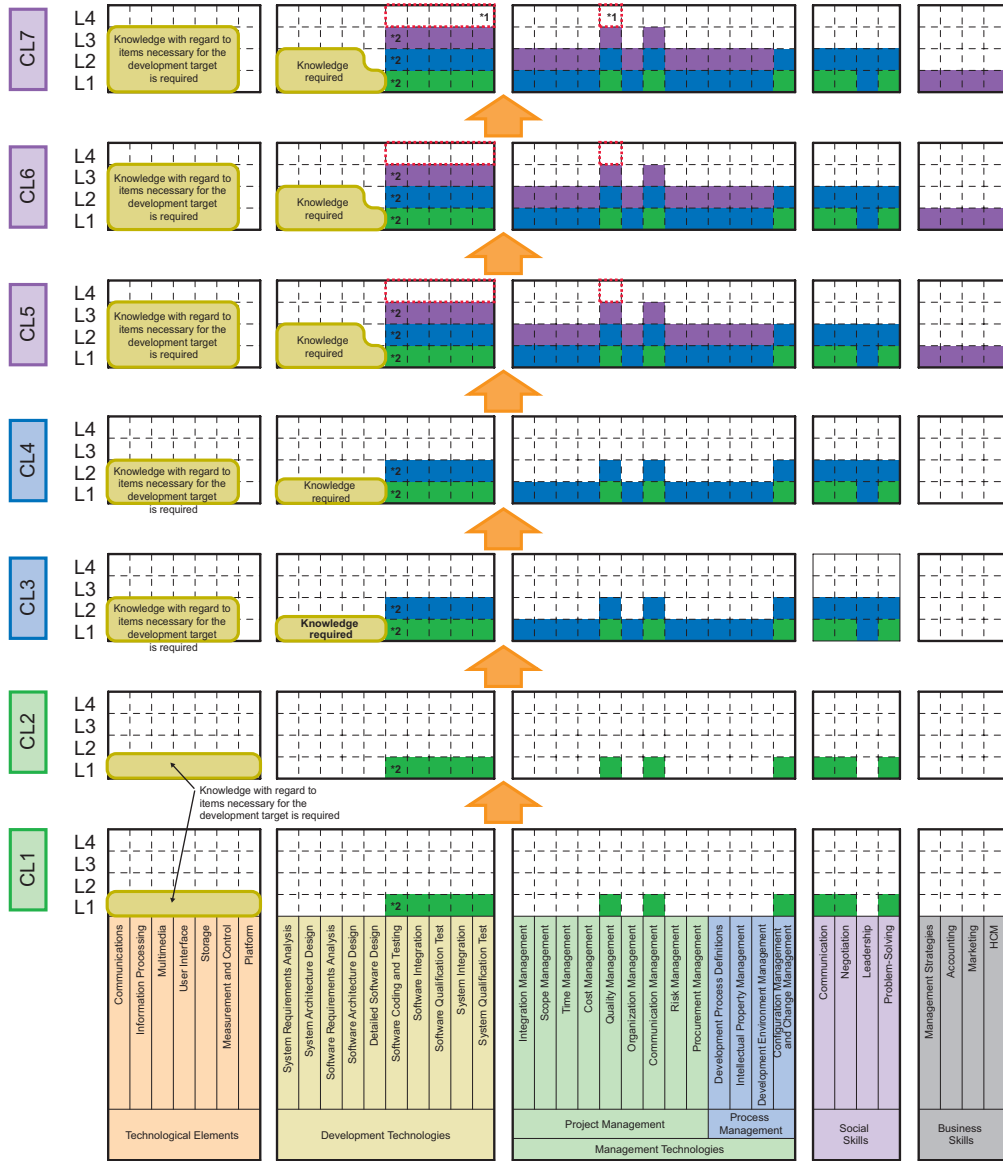 CL7
L4
L3
L2
L1
Knowledge with regard to
items necessary for the
development target
is required
Knowledge
required
*1
*2
*2
*2
*1
CL6
L4
L3
L2
L1
Knowledge with regard to
items necessary for the
development target
is required
Knowledge
required
*2
*2
*2
CL5
L4
L3
L2
L1
Knowledge with regard to
items necessary for the
development target
is required
Knowledge
required
*2
*2
*2
CL4
L4
L3
L2
L1
Knowledge with regard to
items necessary for the
development target
is required
Knowledge
required
*2
*2
CL3
L4
L3
L2
L1
Knowledge with regard to
items necessary for the
development target
is required
Knowledge
required
*2
*2
CL2
L4
L3
L2
L1
*2
Knowledge with regard to
items necessary for the
development target is required
CL1
L4
L3
L2
L1
*2
Communications
Information Processing
Multimedia
User Interface
Storage
Measurement and Control
Platform
Technological Elements
System Requirements Analysis
System Architecture Design
Software Requirements Analysis
Software Architecture Design
Detailed Software Design
Software Coding and Testing
Software Integration
Software Qualification Test
System Integration
System Qualification Test
Development Technologies
Integration Management
Scope Management
Time Management
Cost Management
Quality Management
Organization Management
Communication Management
Risk Management
Procurement Management
Development Process Definitions
Intellectual Property Management
Development Environment Management
Configuration Management
and Change Management
Project Management
Process
Management
Management Technologies
Communication
Negotiation
Leadership
Problem-Solving
Social
Skills
Management Strategies
Accounting
Marketing
HCM
Business
Skills